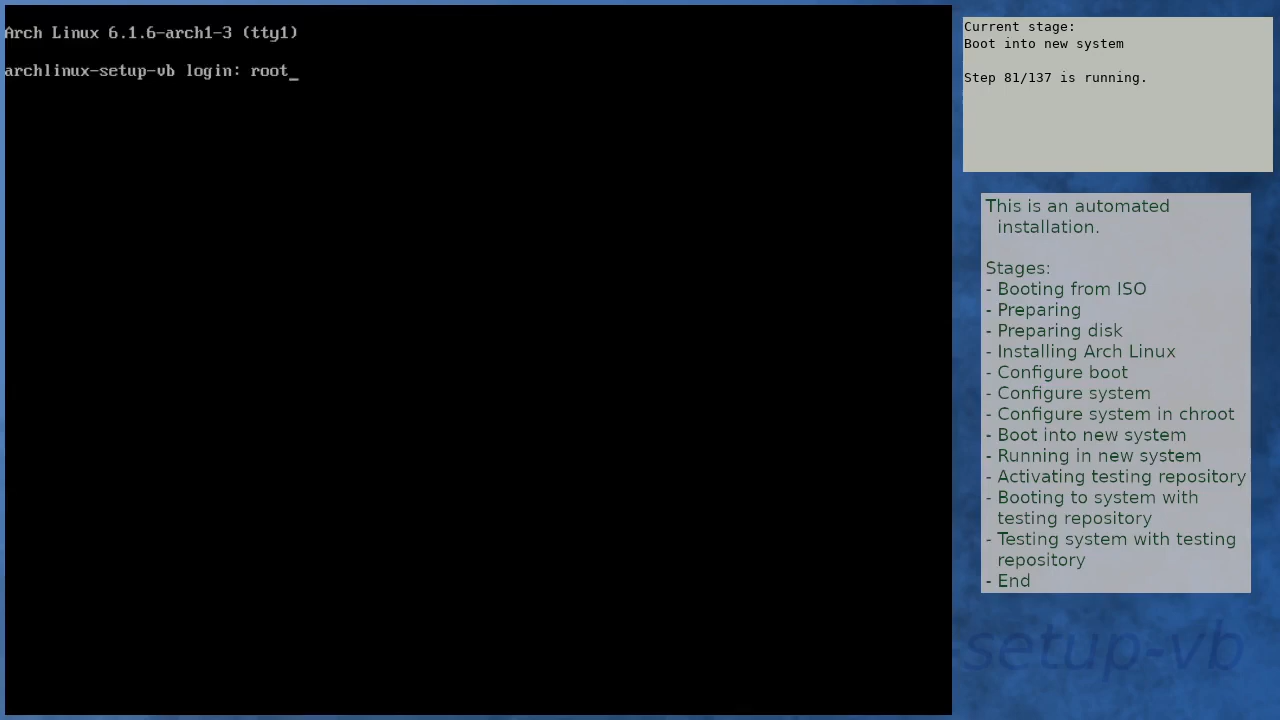 Arch Linux 6.1.6-arch1-3 (tty1)
archlinux-setup-vb login: root_
Current stage:
Boot into new system
Step 81/137 is running.
This is an automated
installation.
Stages:
- Booting from ISO
- Preparing
- Preparing disk
- Installing Arch Linux
- Configure boot
- Configure system
- Configure system in chroot
- Boot into new system
- Running in new system
- Activating testing repository
- Booting to system with
testing repository
- Testing system with testing
repository
- End
-setup-vb